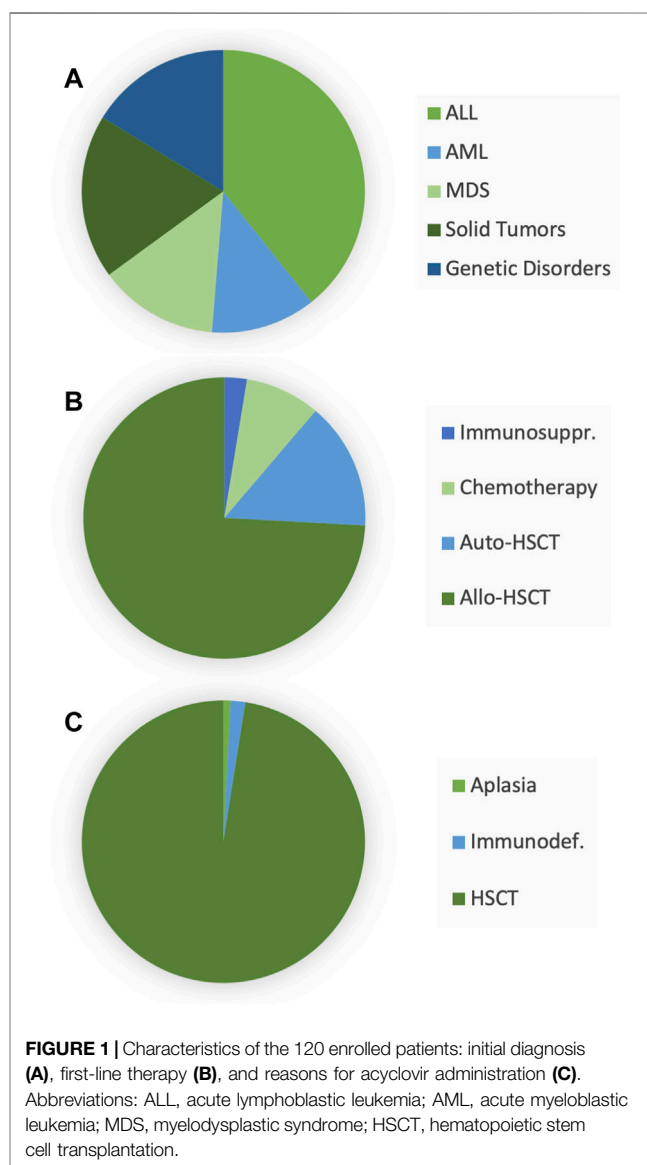 A
ALL
AML
MDS
Solid Tumors
Genetic Disorders
B
Immunosuppr.
Chemotherapy
Auto-HSCT
Allo-HSCT
C
Aplasia
Immunodef.
HSCT
FIGURE 1 | Characteristics of the 120 enrolled patients: initial diagnosis
(A), first-line therapy (B), and reasons for acyclovir administration (C).
Abbreviations: ALL, acute lymphoblastic leukemia; AML, acute myeloblastic
leukemia; MDS, myelodysplastic syndrome; HSCT, hematopoietic stem
cell transplantation.